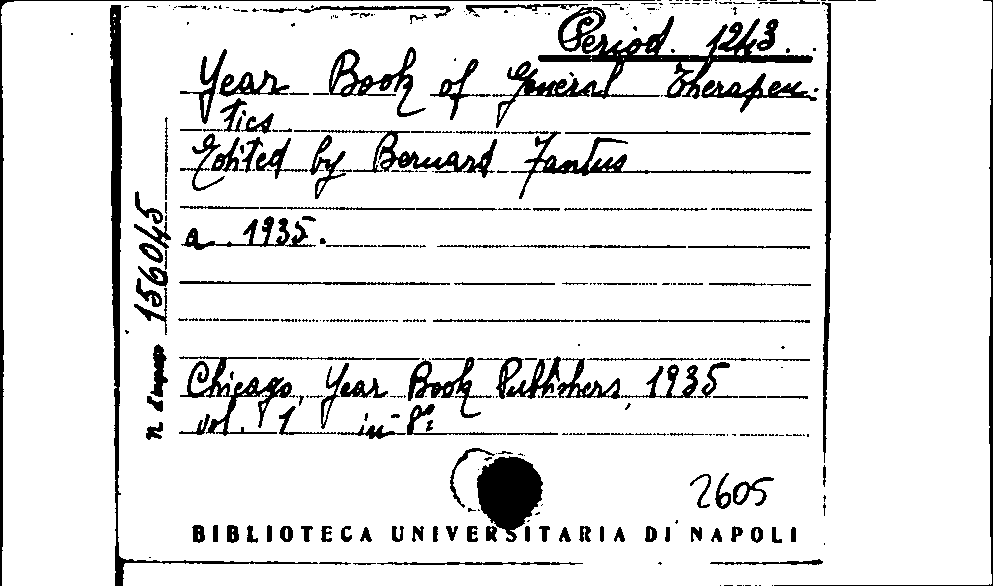 Period. 1243.
Year Book of General Therapeu-
tics
Edited by Bernard Fantus
a. 1935.
n. d'ingresso 156045
Chicago, Year Book Publishers, 1935
vol. 1 in-8°
2605
BIBLIOTECA UNIVERSITARIA DI NAPOLI